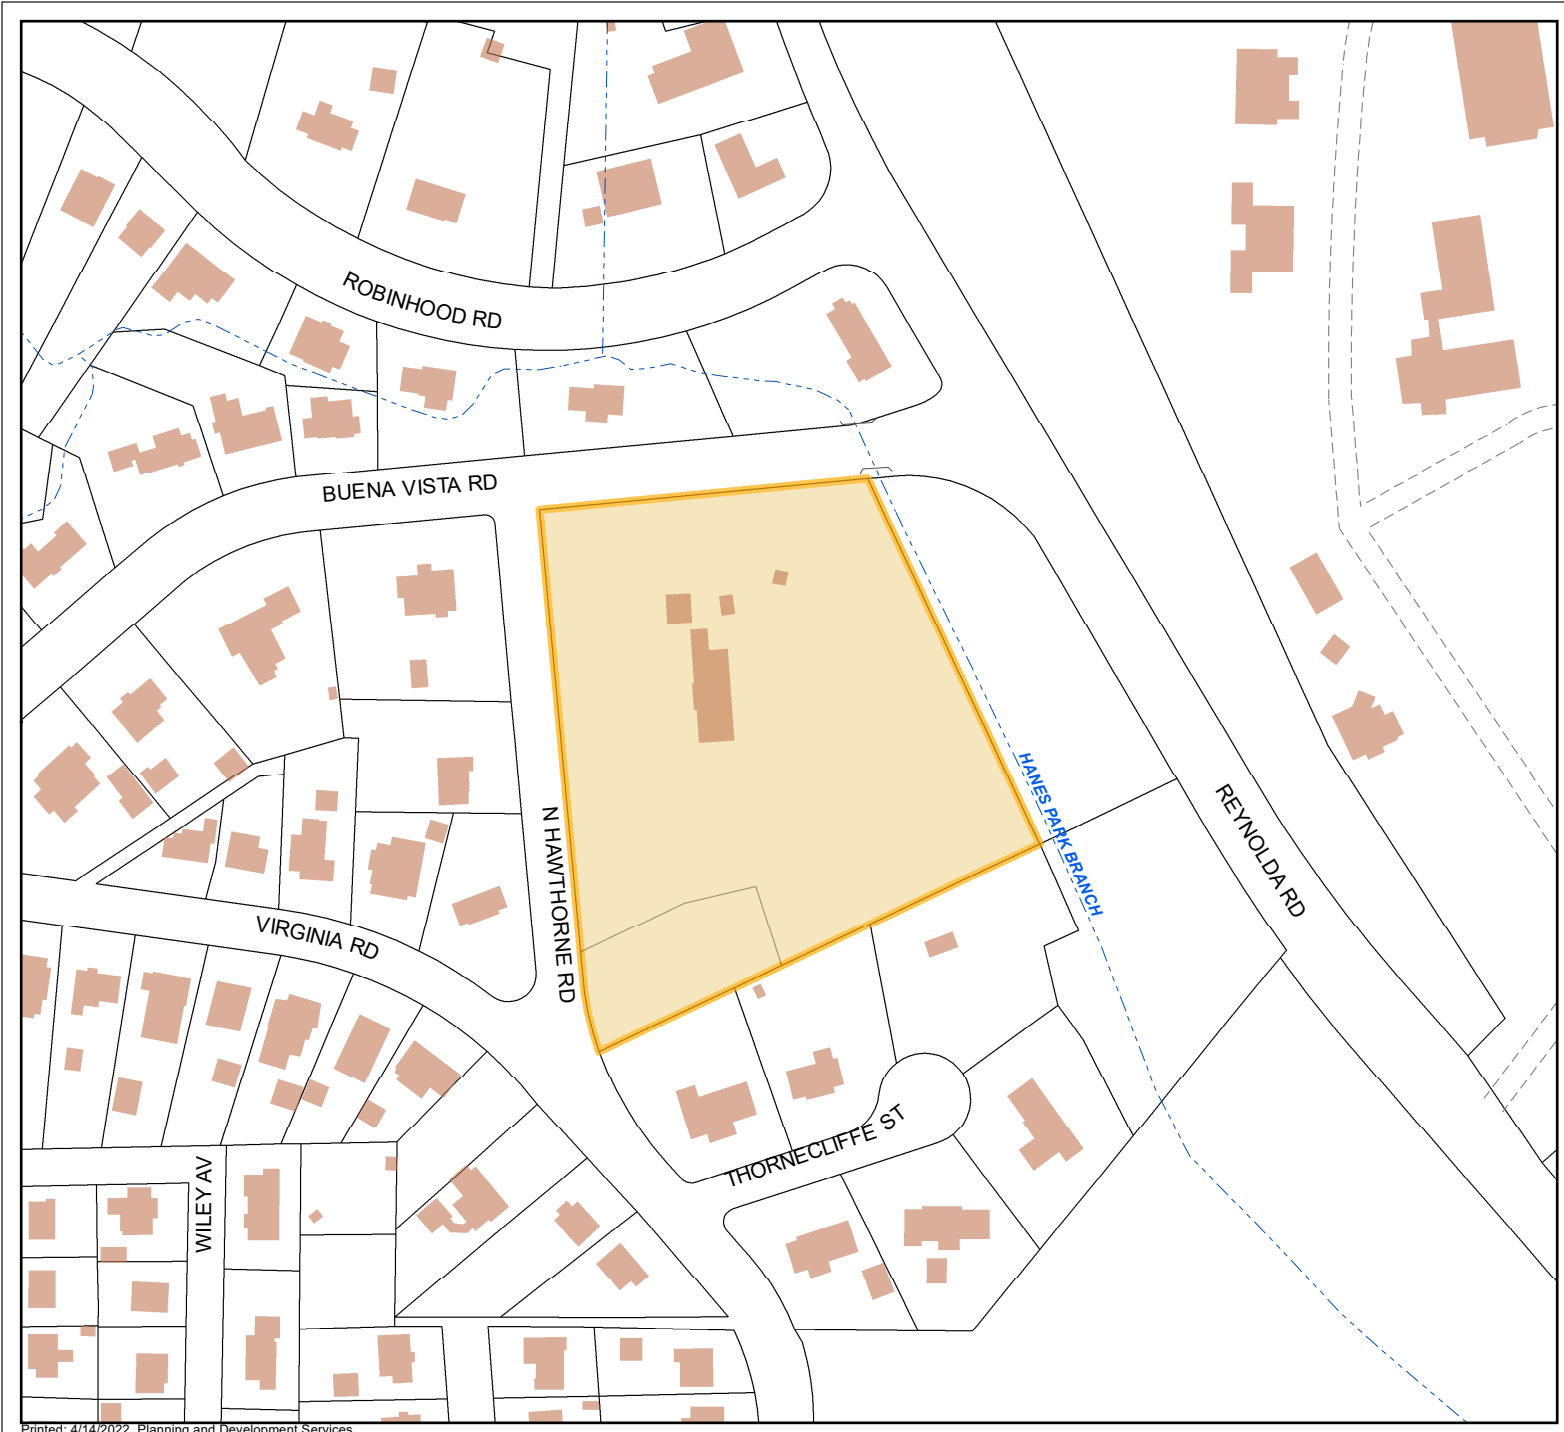 ROBINHOOD RD
BUENA VISTA RD
N HAWTHORNE RD
HANES PARK BRANCH
REYNOLDA RD
VIRGINIA RD
THORNECLIFFE ST
WILEY AV
Printed: 4/14/2022 Planning and Development Services